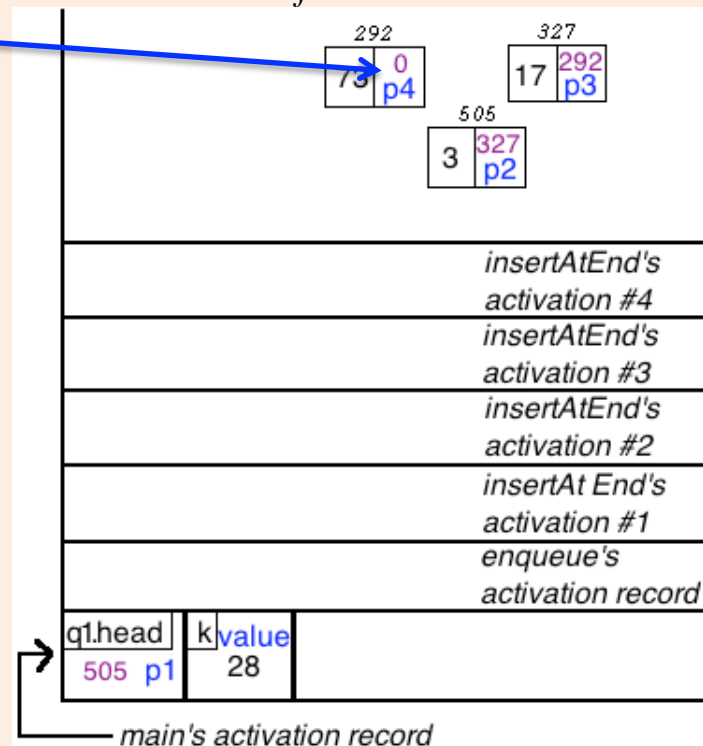 292
73 0
p4
327
17 292
p3
505
3 327
p2
insertAtEnd's
activation #4
insertAtEnd's
activation #3
insertAtEnd's
activation #2
insertAt End's
activation #1
enqueue's
activation record
q1.head k value
505 p1 28
main's activation record